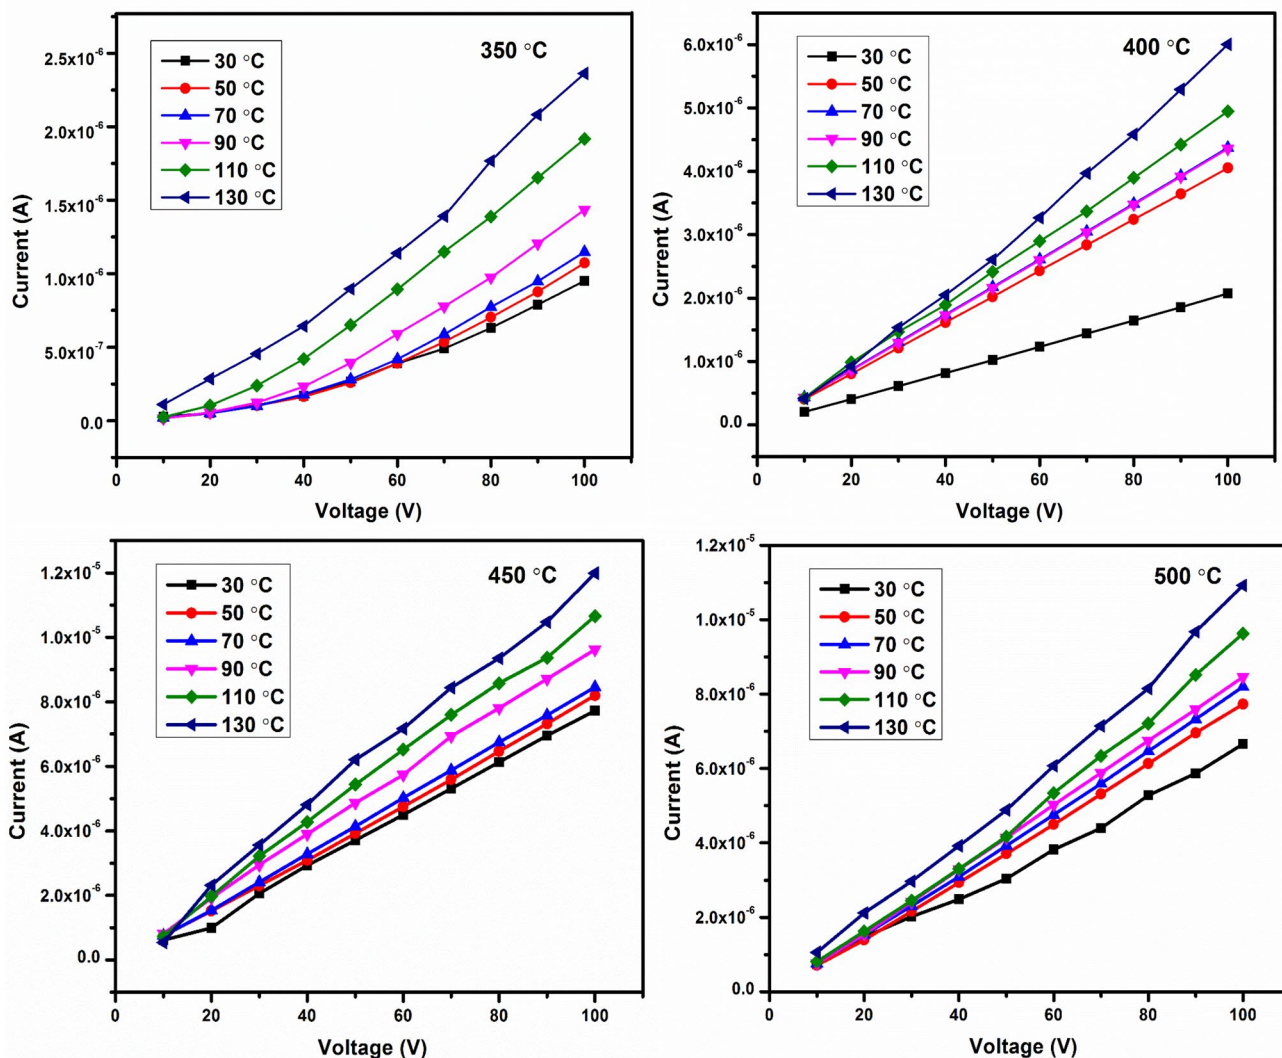 350 °C
30 °C
50 °C
70 °C
90 °C
110 °C
130 °C
2.5x10-6
2.0x10-6
1.5x10-6
1.0x10-6
5.0x10-7
0.0
Current (A)
0 20 40 60 80 100
Voltage (V)
400 °C
30 °C
50 °C
70 °C
90 °C
110 °C
130 °C
6.0x10-6
5.0x10-6
4.0x10-6
3.0x10-6
2.0x10-6
1.0x10-6
0.0
Current (A)
0 20 40 60 80 100
Voltage (V)
450 °C
30 °C
50 °C
70 °C
90 °C
110 °C
130 °C
1.2x10-5
1.0x10-5
8.0x10-6
6.0x10-6
4.0x10-6
2.0x10-6
0.0
Current (A)
0 20 40 60 80 100
Voltage (V)
500 °C
30 °C
50 °C
70 °C
90 °C
110 °C
130 °C
1.2x10-5
1.0x10-5
8.0x10-6
6.0x10-6
4.0x10-6
2.0x10-6
0.0
Current (A)
0 20 40 60 80 100
Voltage (V)